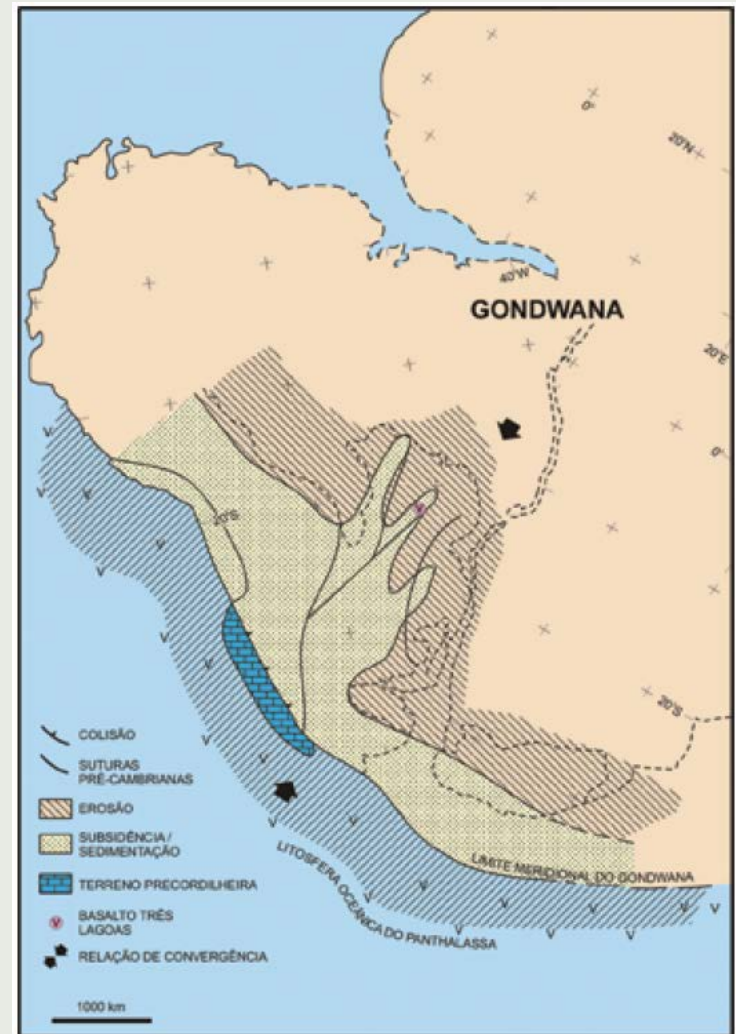 0°
20°N
40°W
GONDWANA
20°E
0°
20°S
20°S
COLISÃO
SUTURAS
PRÉ-CAMBRIANAS
EROSÃO
SUBSIDÊNCIA /
SEDIMENTAÇÃO
TERRENO PRECORDILHEIRA
V
BASALTO TRÊS
LAGOAS
RELAÇÃO DE CONVERGÊNCIA
LIMITE MERIDIONAL DO GONDWANA
LITOSFERA OCEÂNICA DO PANTHALASSA
1000 km